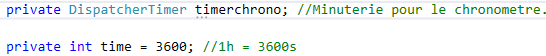 private DispatcherTimer timerchrono; //Minuterie pour le chronometre.
private int time = 3600; //1h = 3600s